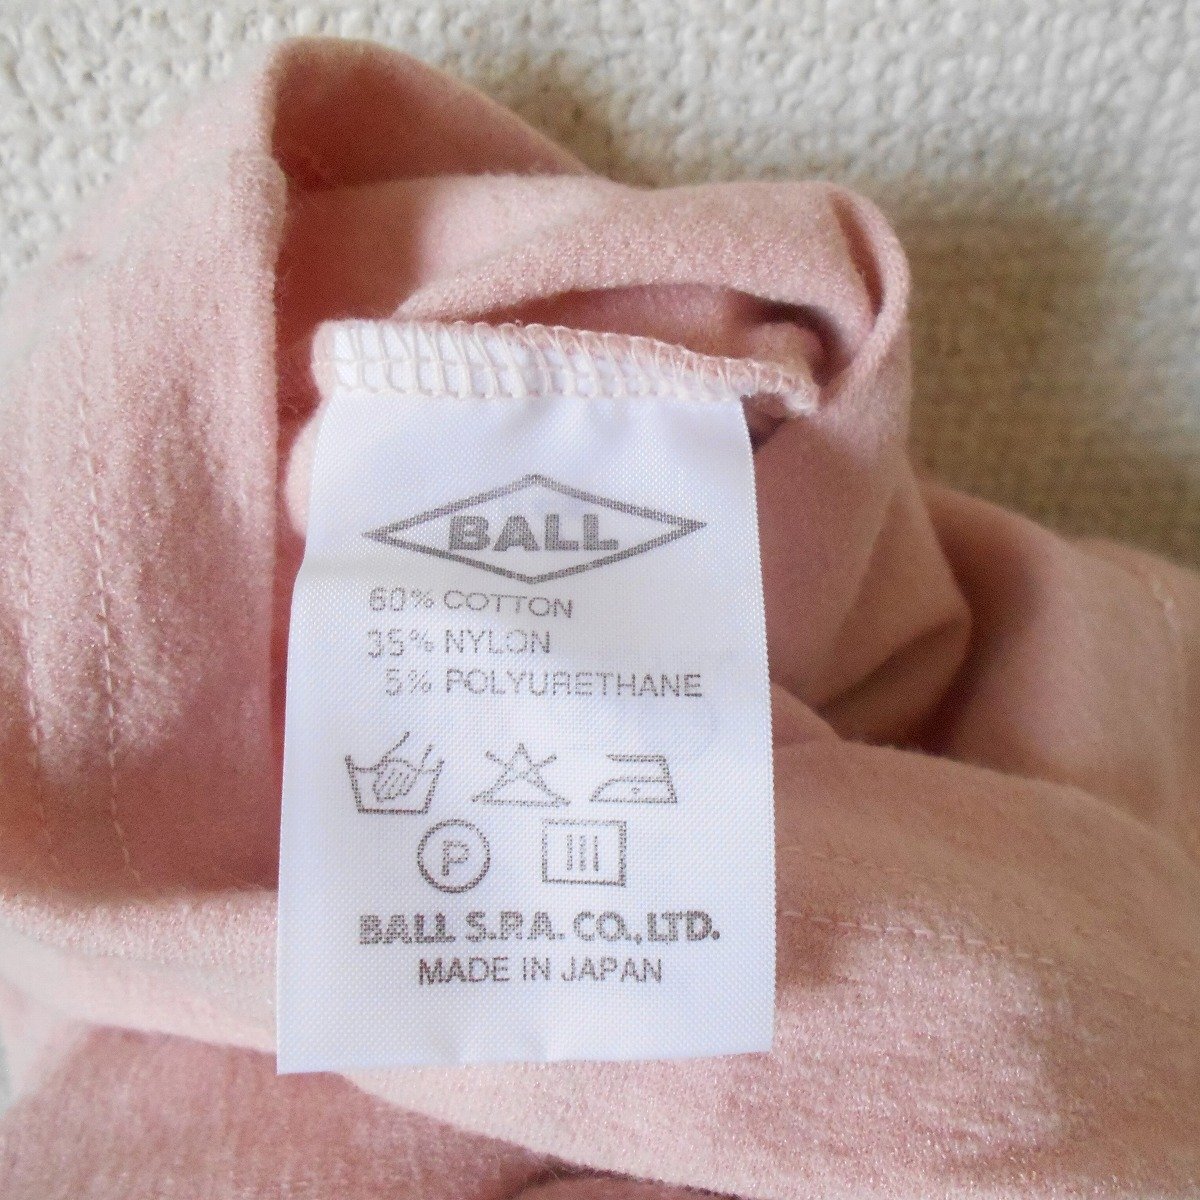 BALL
60% COTTON
35% NYLON
5% POLYURETHANE
P
BALL S.P.A. CO., LTD.
MADE IN JAPAN